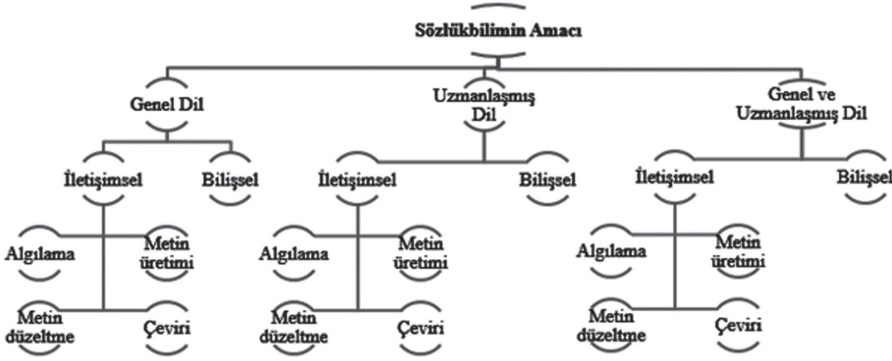 Sözlükbilimin Amacı
Genel Dil
Uzmanlaşmış
Dil
Genel ve
Uzmanlaşmış Dil
İletişimsel
Bilişsel
İletişimsel
Bilişsel
İletişimsel
Bilişsel
Algılama
Metin
üretimi
Algılama
Metin
üretimi
Algılama
Metin
üretimi
Metin
düzeltme
Çeviri
Metin
düzeltme
Çeviri
Metin
düzeltme
Çeviri